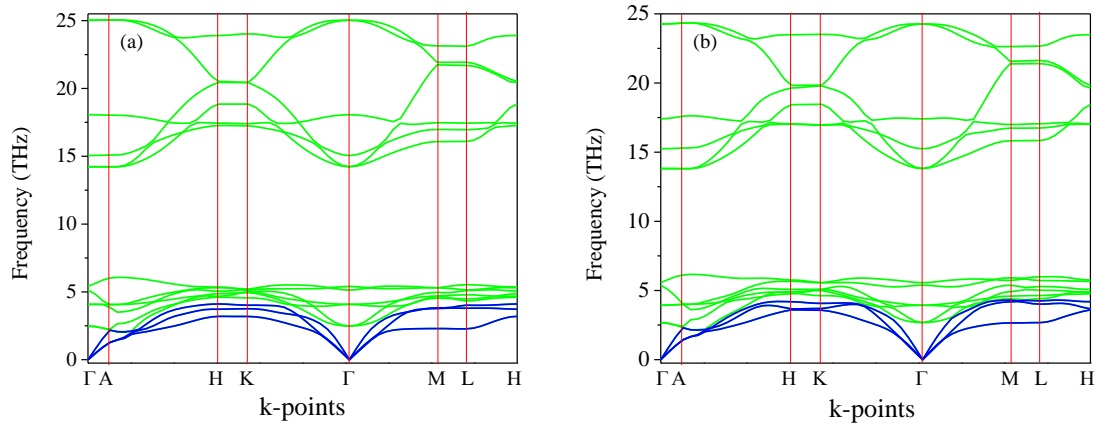 25
20
15
10
5
0
Frequency (THz)
(a)
Γ A H K Γ M L H
k-points
25
20
15
10
5
0
Frequency (THz)
(b)
Γ A H K Γ M L H
k-points